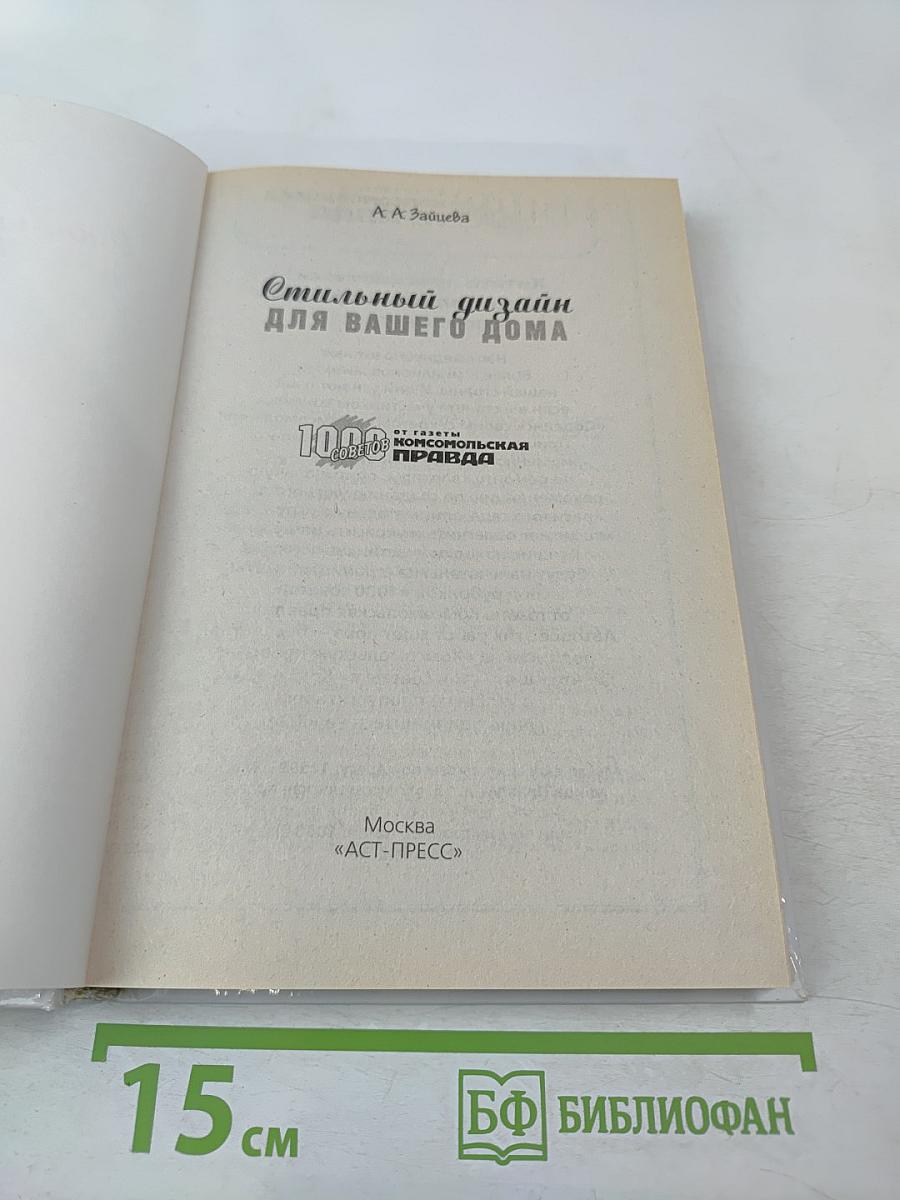 А. А. Зайцева
Стильный дизайн
ДЛЯ ВАШЕГО ДОМА
1000
СОВЕТОВ
ОТ ГАЗЕТЫ
КОМСОМОЛЬСКАЯ
ПРАВДА
Москва
«АСТ-ПРЕСС»
15 см
БФ БИБЛИОФАН